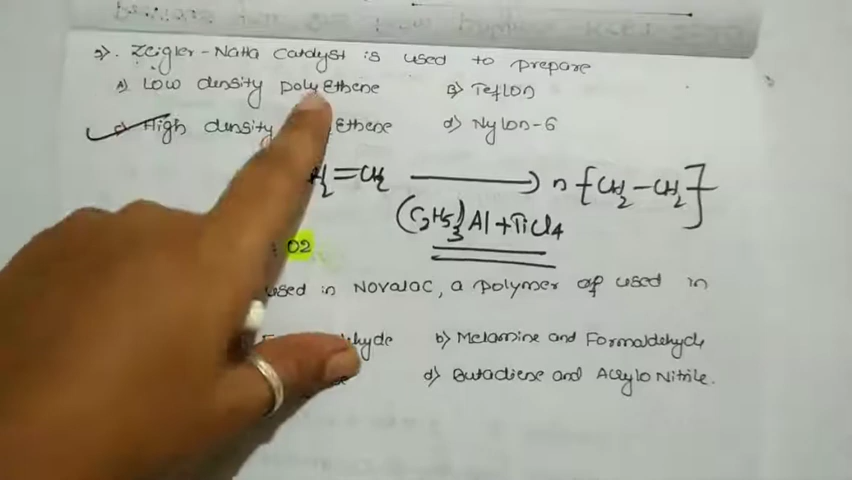 Zeigler-Natta Catalyst is used to prepare
A) Low density polyethene B) Teflon
c) High density Ethene d) Nylon-6
=CH2 ⟶ n [CH2-CH2]
(C2H5)3Al + TiCl4
: 02
used in Novalac, a polymer of used in
b) Melamine and Formaldehyde
d) Butadiene and Acrylo Nitrile.